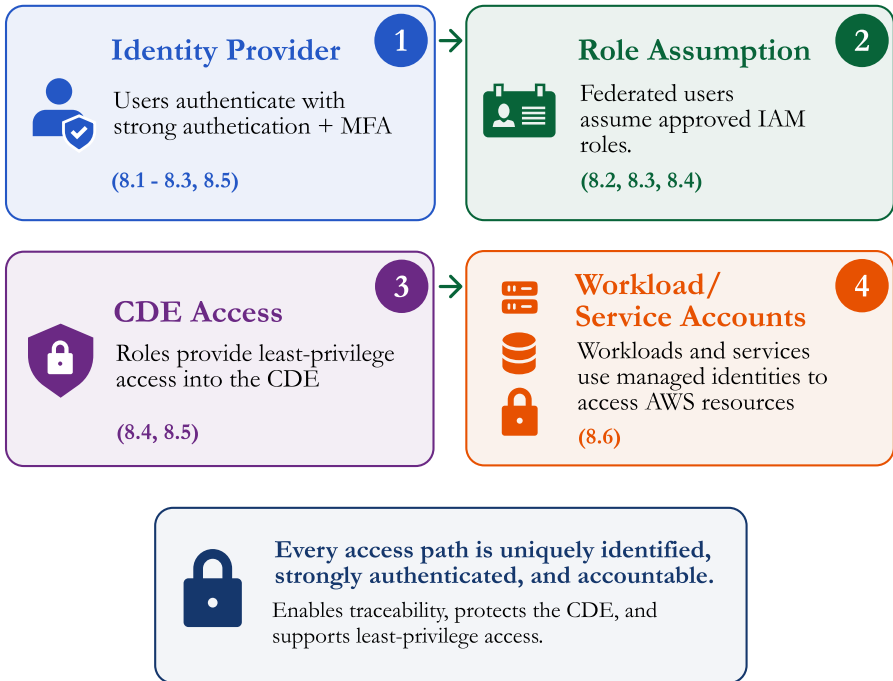 1
Identity Provider
Users authenticate with
strong authetication + MFA
(8.1 - 8.3, 8.5)
2
Role Assumption
Federated users
assume approved IAM
roles.
(8.2, 8.3, 8.4)
3
CDE Access
Roles provide least-privilege
access into the CDE
(8.4, 8.5)
4
Workload/
Service Accounts
Workloads and services
use managed identities to
access AWS resources
(8.6)
Every access path is uniquely identified,
strongly authenticated, and accountable.
Enables traceability, protects the CDE, and
supports least-privilege access.